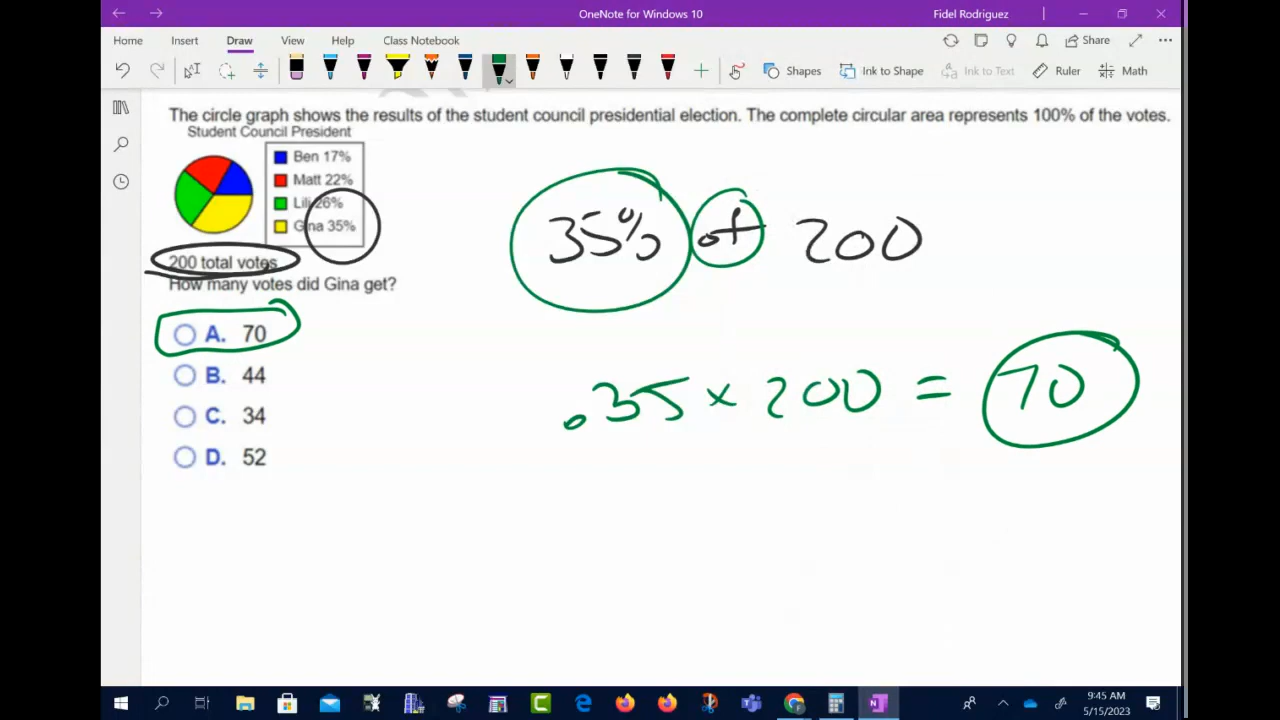 OneNote for Windows 10
Fidel Rodriguez
Home Insert Draw View Help Class Notebook
Share
Shapes Ink to Shape Ink to Text Ruler Math
The circle graph shows the results of the student council presidential election. The complete circular area represents 100% of the votes.
Student Council President
Ben 17%
Matt 22%
Lili 26%
Gina 35%
200 total votes
How many votes did Gina get?
A. 70
B. 44
C. 34
D. 52
35% of 200
.35 × 200 = 70
9:45 AM
5/15/2023